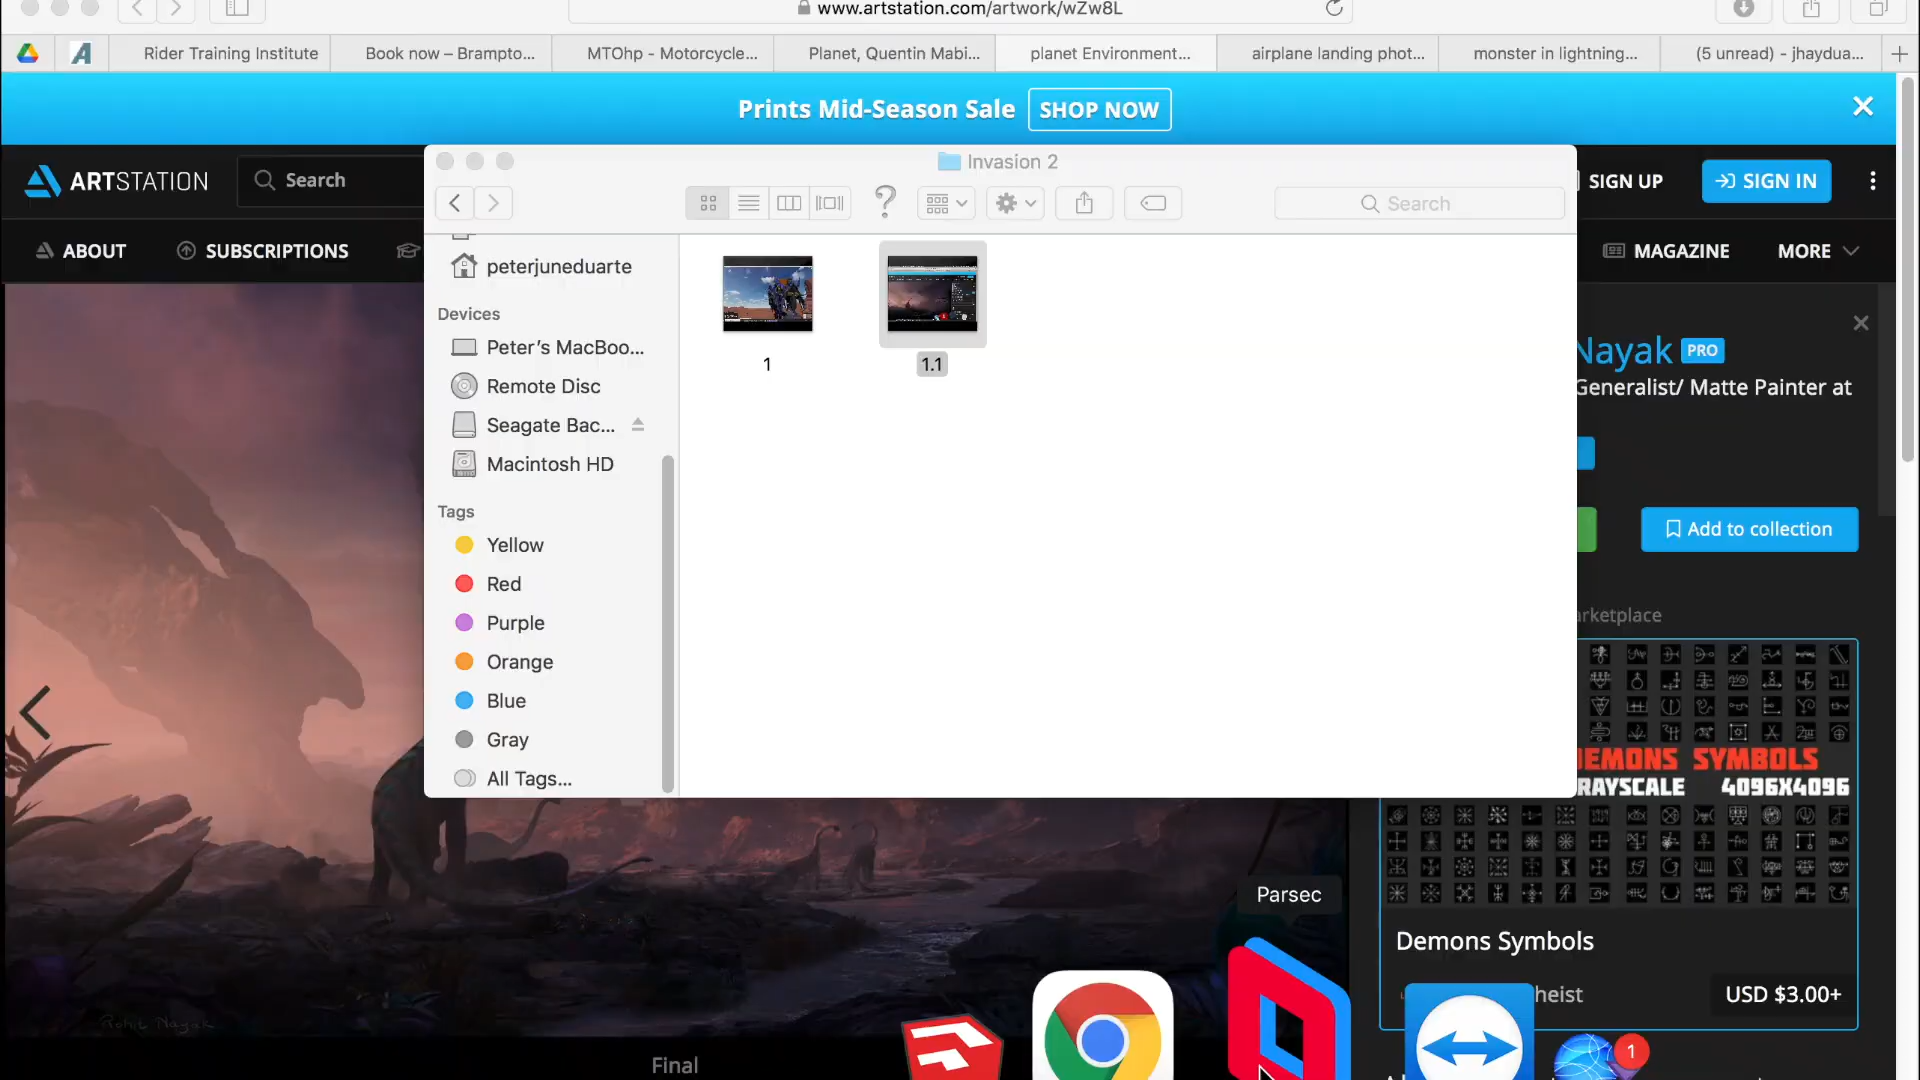 www.artstation.com/artwork/wZw8L
Rider Training Institute
Book now – Brampto...
MTOhp - Motorcycle...
Planet, Quentin Mabi...
planet Environment...
airplane landing phot...
monster in lightning...
(5 unread) - jhaydua...
Prints Mid-Season Sale
SHOP NOW
ARTSTATION
Search
SIGN UP
SIGN IN
ABOUT
SUBSCRIPTIONS
MAGAZINE
MORE
Invasion 2
Search
peterjuneduarte
Devices
Peter's MacBoo...
Remote Disc
Seagate Bac...
Macintosh HD
Tags
Yellow
Red
Purple
Orange
Blue
Gray
All Tags...
1
1.1
Nayak PRO
Generalist/ Matte Painter at
Add to collection
arketplace
DEMONS SYMBOLS
RAYSCALE 4096X4096
Demons Symbols
heist
USD $3.00+
Parsec
Rohit Nayak
Final
1